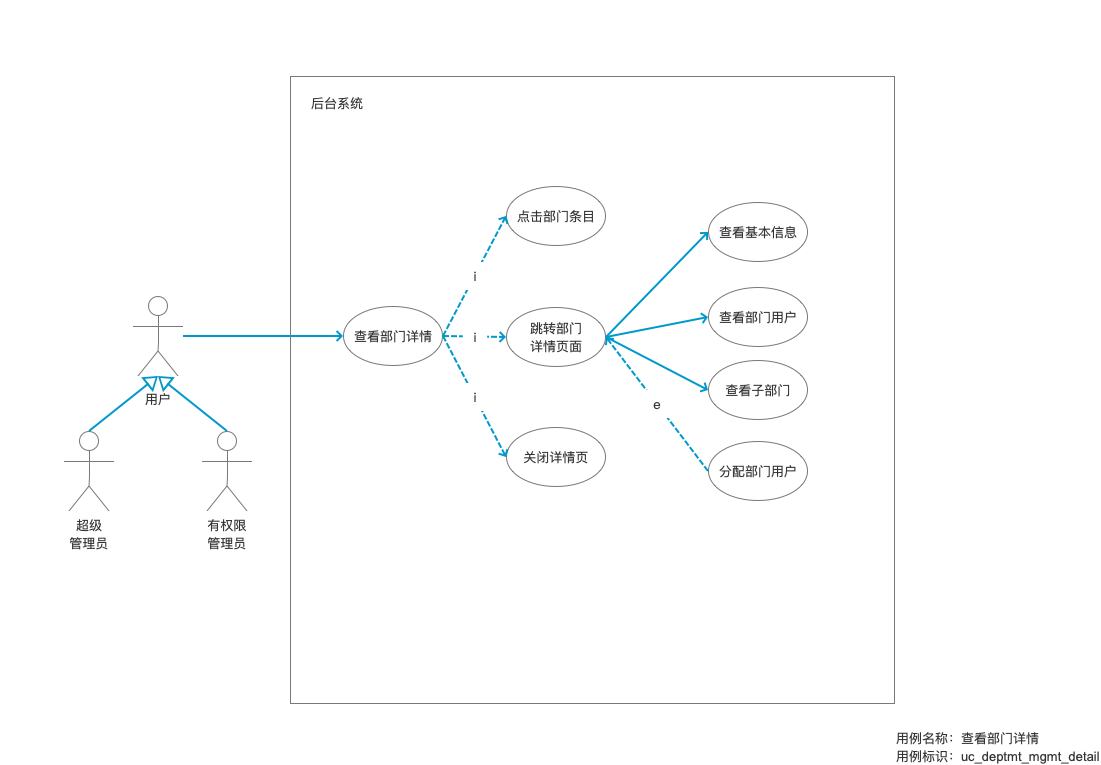 后台系统
点击部门条目
查看基本信息
i
查看部门用户
查看部门详情
i
跳转部门
详情页面
查看子部门
i
e
用户
关闭详情页
分配部门用户
超级
管理员
有权限
管理员
用例名称：查看部门详情
用例标识：uc_deptmt_mgmt_detail